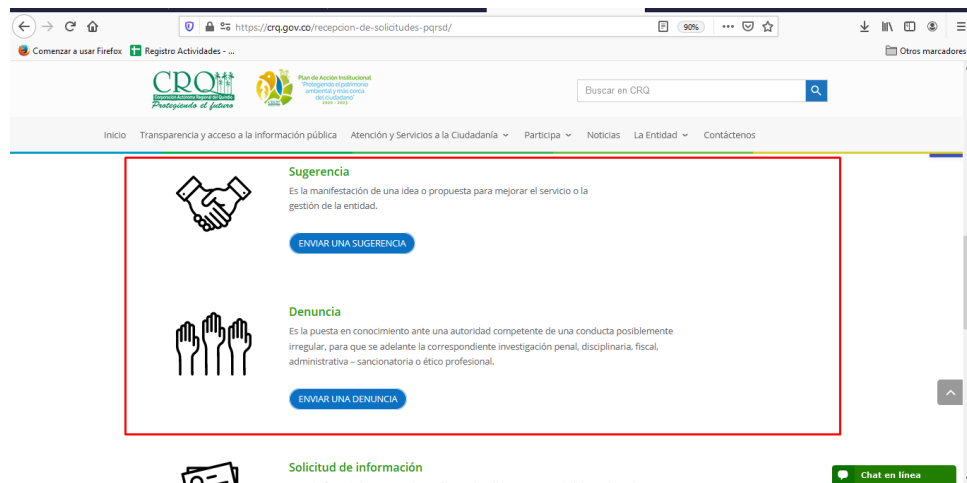 https://crq.gov.co/recepcion-de-solicitudes-pqrsd/
90%
Comenzar a usar Firefox
Registro Actividades - ...
Otros marcadores
CRQ
Corporación Autónoma Regional del Quindío
Protegiendo el futuro
Plan de Acción Institucional
"Protegiendo el patrimonio
ambiental y más cerca
del ciudadano"
2020 - 2023
Buscar en CRQ
Inicio
Transparencia y acceso a la información pública
Atención y Servicios a la Ciudadanía
Participa
Noticias
La Entidad
Contáctenos
Sugerencia
Es la manifestación de una idea o propuesta para mejorar el servicio o la
gestión de la entidad.
ENVIAR UNA SUGERENCIA
Denuncia
Es la puesta en conocimiento ante una autoridad competente de una conducta posiblemente
irregular, para que se adelante la correspondiente investigación penal, disciplinaria, fiscal,
administrativa – sancionatoria o ético profesional.
ENVIAR UNA DENUNCIA
Solicitud de información
Chat en línea